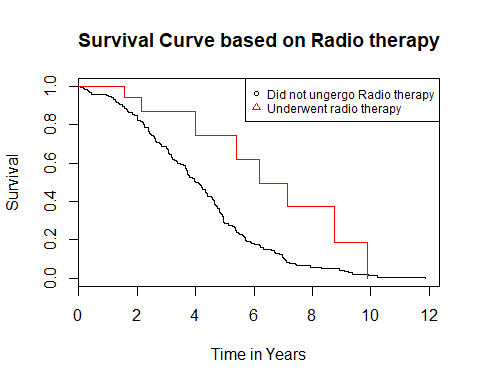 Survival Curve based on Radio therapy
Did not ungergo Radio therapy
Underwent radio therapy
Survival
1.0
0.8
0.6
0.4
0.2
0.0
0 2 4 6 8 10 12
Time in Years